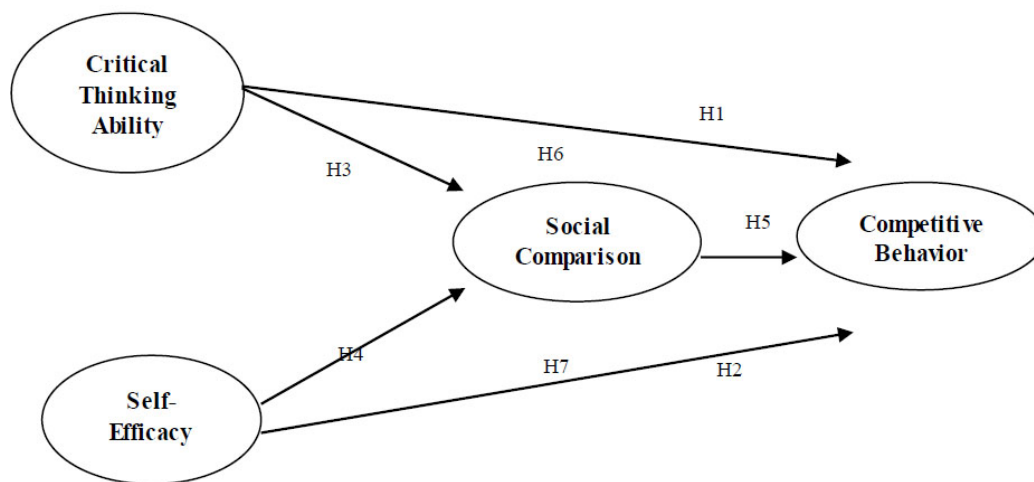 Critical
Thinking
Ability
H1
H6
H3
Social
Comparison
H5
Competitive
Behavior
H4
H7
H2
Self-
Efficacy